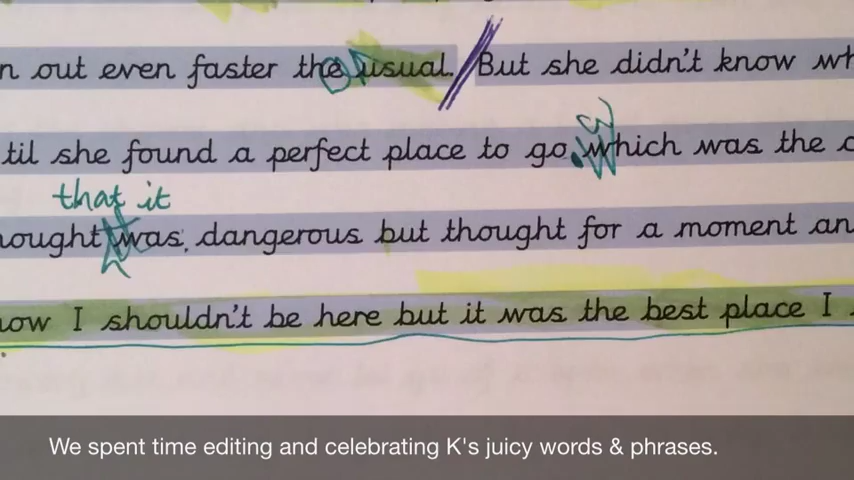 n out even faster the usual. // But she didn't know wh
til she found a perfect place to go. which was the
that it
hought was, dangerous but thought for a moment an
now I shouldn't be here but it was the best place I
We spent time editing and celebrating K's juicy words & phrases.